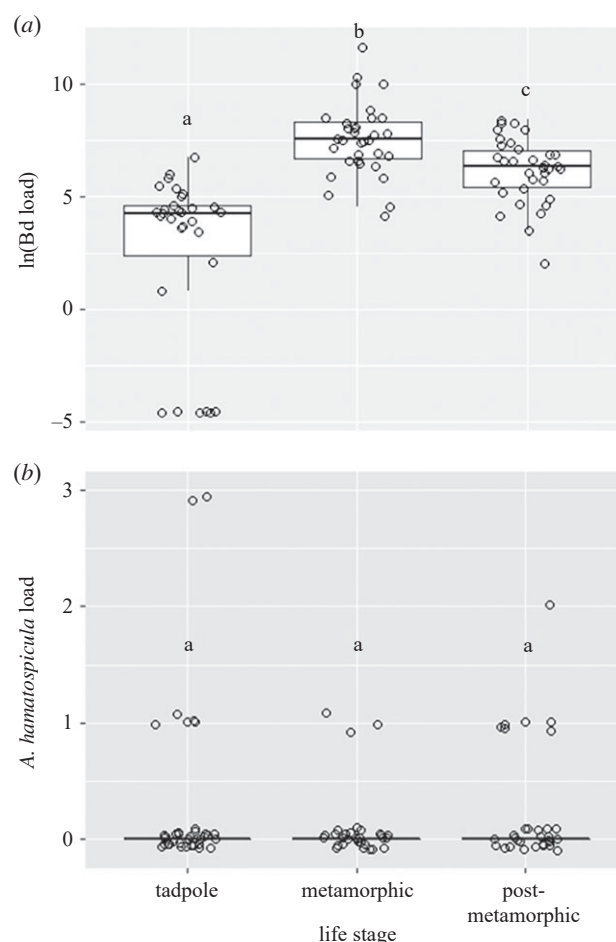 (a)
b
10
c
a
5
ln(Bd load)
0
–5
(b)
3
2
A. hamatospicula load
a
a
a
1
0
tadpole
metamorphic
post-
metamorphic
life stage